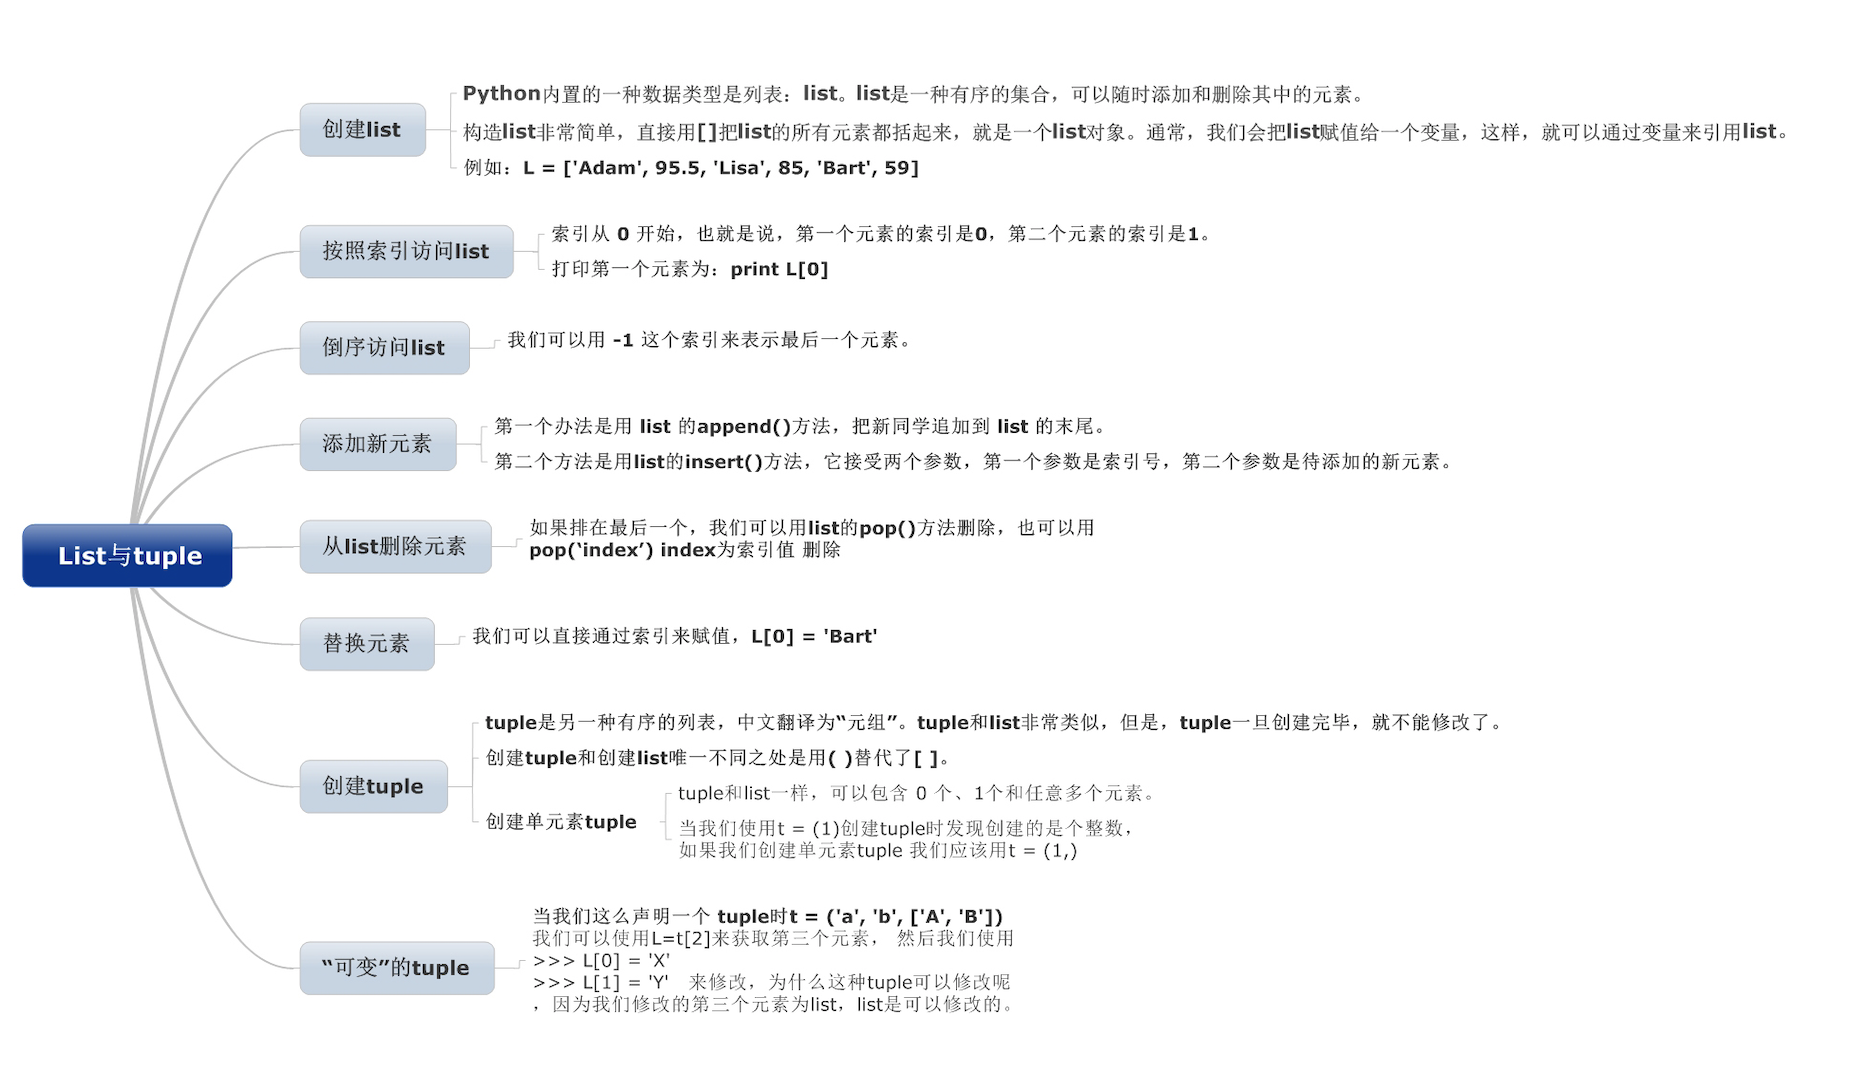 创建list
Python内置的一种数据类型是列表：list。list是一种有序的集合，可以随时添加和删除其中的元素。
构造list非常简单，直接用[]把list的所有元素都括起来，就是一个list对象。通常，我们会把list赋值给一个变量，这样，就可以通过变量来引用list。
例如：L = ['Adam', 95.5, 'Lisa', 85, 'Bart', 59]
按照索引访问list
索引从 0 开始，也就是说，第一个元素的索引是0，第二个元素的索引是1。
打印第一个元素为：print L[0]
倒序访问list
我们可以用 -1 这个索引来表示最后一个元素。
添加新元素
第一个办法是用 list 的append()方法，把新同学追加到 list 的末尾。
第二个方法是用list的insert()方法，它接受两个参数，第一个参数是索引号，第二个参数是待添加的新元素。
List与tuple
从list删除元素
如果排在最后一个，我们可以用list的pop()方法删除，也可以用
pop(‘index’) index为索引值 删除
替换元素
我们可以直接通过索引来赋值，L[0] = 'Bart'
创建tuple
tuple是另一种有序的列表，中文翻译为“元组”。tuple和list非常类似，但是，tuple一旦创建完毕，就不能修改了。
创建tuple和创建list唯一不同之处是用( )替代了[ ]。
创建单元素tuple
tuple和list一样，可以包含 0 个、1个和任意多个元素。
当我们使用t = (1)创建tuple时发现创建的是个整数，
如果我们创建单元素tuple 我们应该用t = (1,)
“可变”的tuple
当我们这么声明一个 tuple时t = ('a', 'b', ['A', 'B'])
我们可以使用L=t[2]来获取第三个元素， 然后我们使用
>>> L[0] = 'X'
>>> L[1] = 'Y' 来修改，为什么这种tuple可以修改呢
，因为我们修改的第三个元素为list，list是可以修改的。